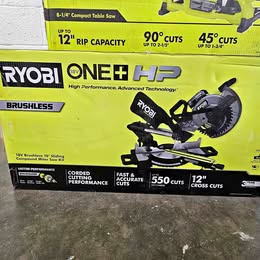 8-1/4" Compact Table Saw
UP TO
12" RIP CAPACITY
90° CUTS
UP TO 2-1/2"
45° CUTS
UP TO 1-3/4"
RYOBI
ONE+ HP
High Performance. Advanced Technology.
BRUSHLESS
RYOBI
18V Brushless 10" Sliding
Compound Miter Saw Kit
CORDED
CUTTING
PERFORMANCE
FAST &
ACCURATE
CUTS
550 CUTS
12"
CROSS CUTS